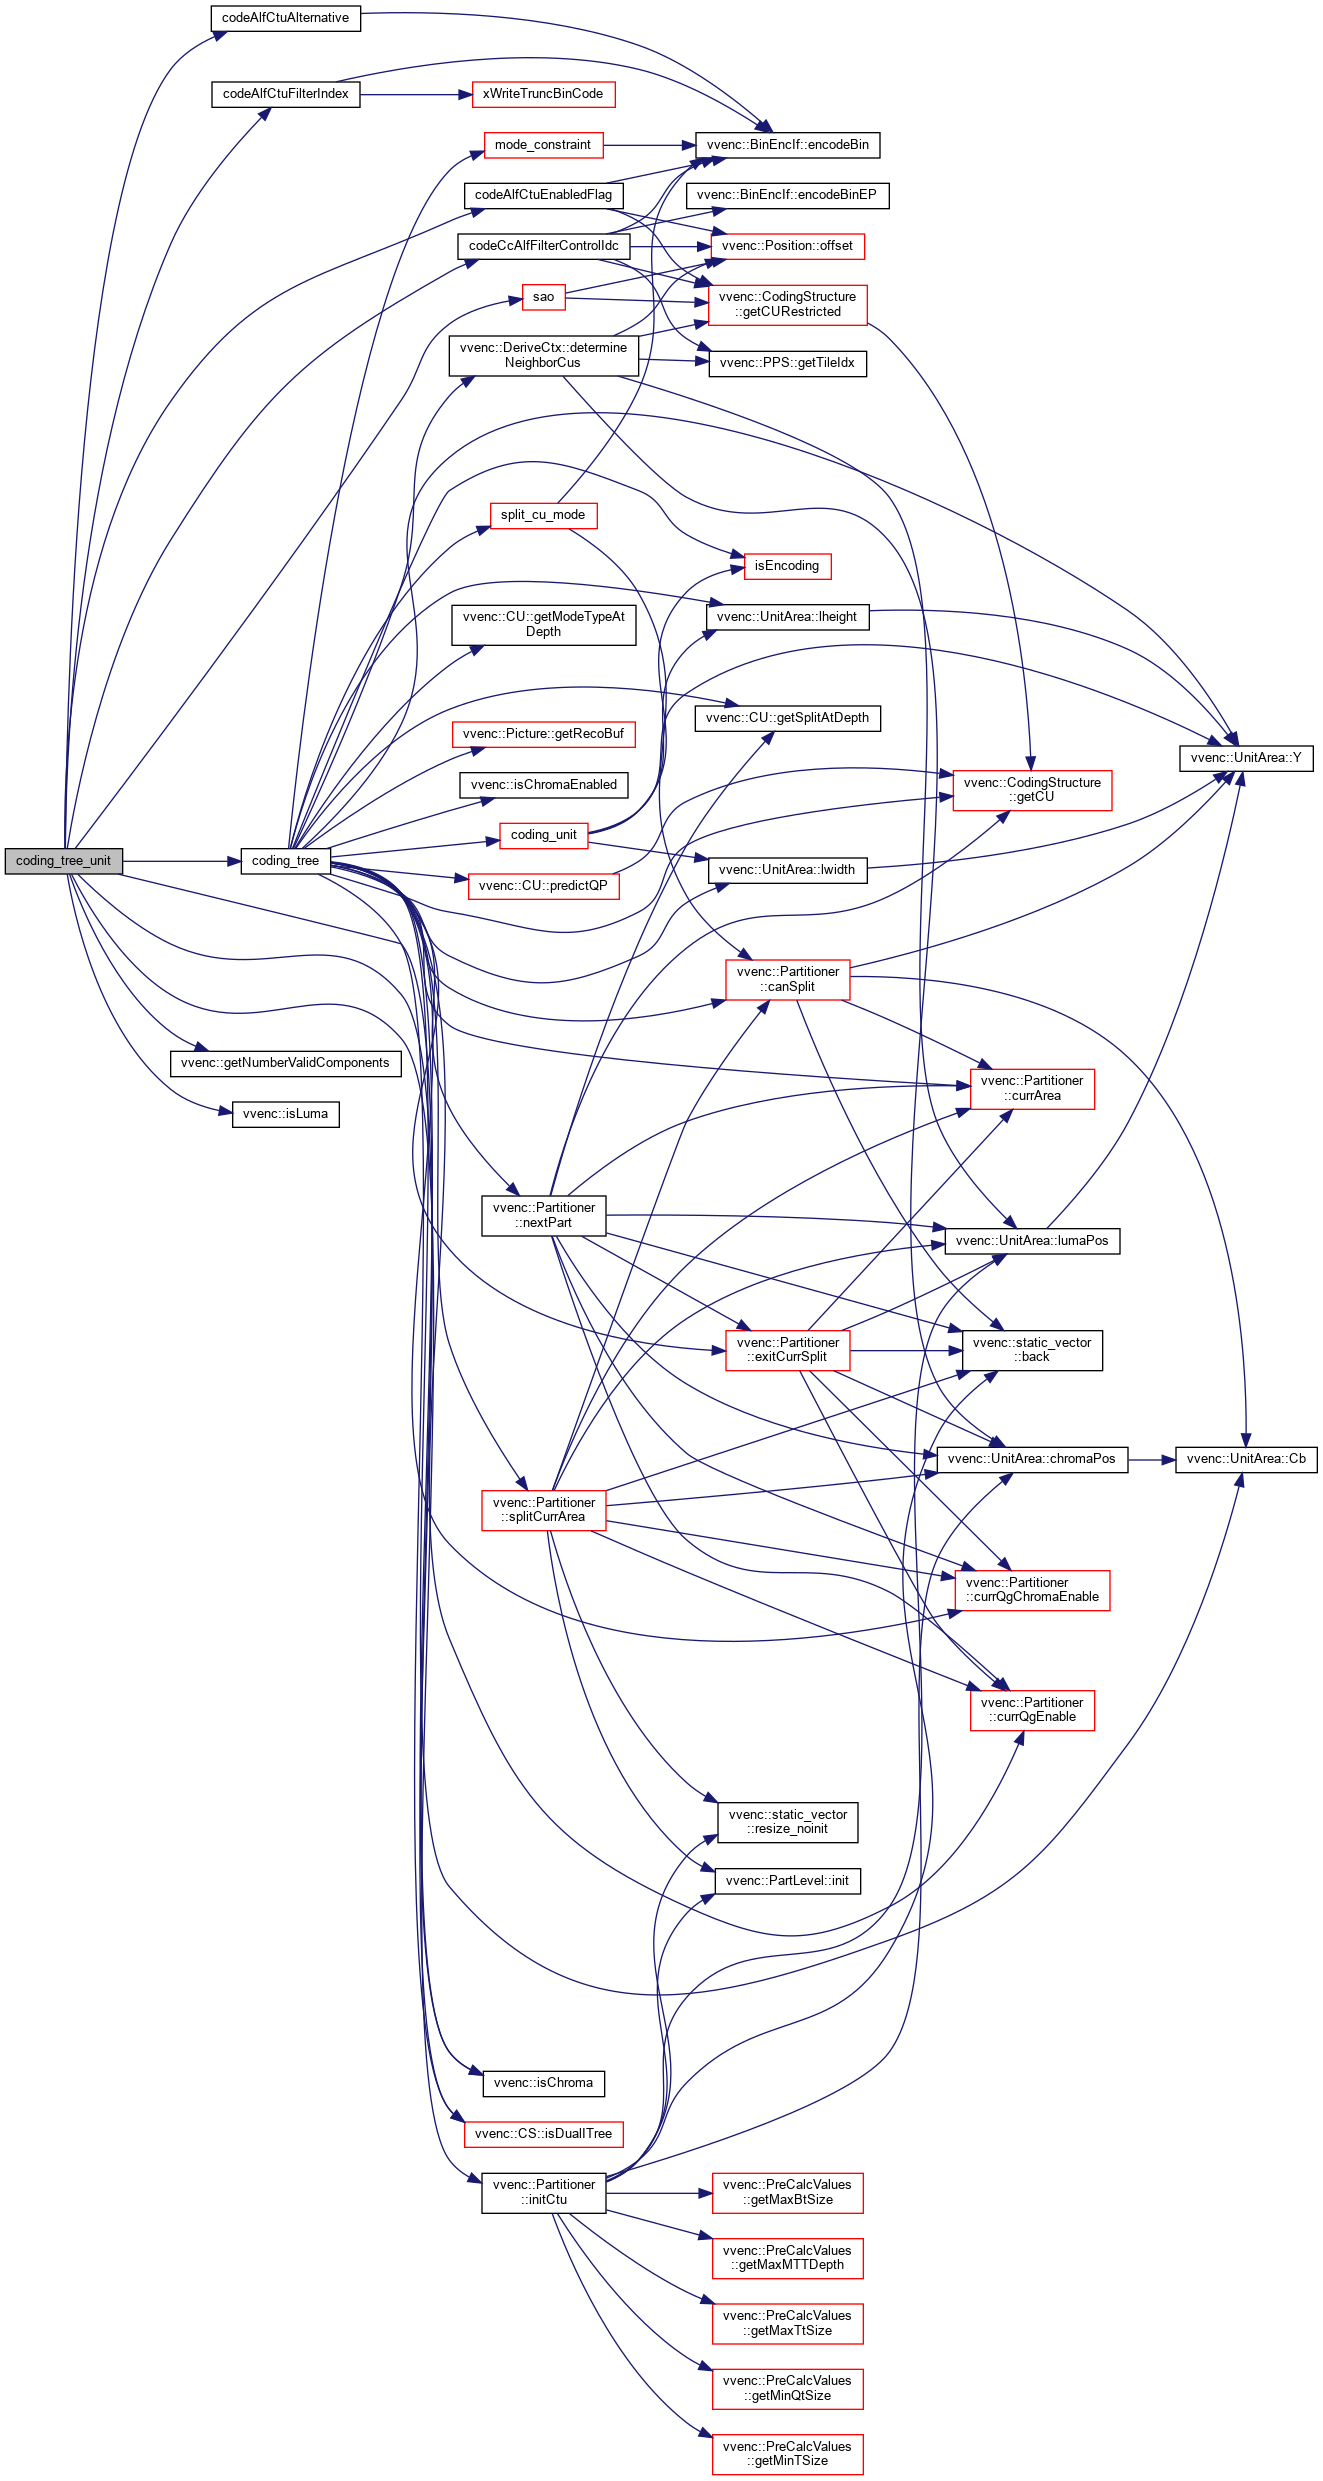 codeAlfCtuAlternative
codeAlfCtuFilterIndex
xWriteTruncBinCode
mode_constraint
vvenc::BinEncIf::encodeBin
codeAlfCtuEnabledFlag
vvenc::BinEncIf::encodeBinEP
codeCcAlfFilterControlIdc
vvenc::Position::offset
sao
vvenc::CodingStructure
::getCURestricted
vvenc::DeriveCtx::determine
NeighborCus
vvenc::PPS::getTileIdx
split_cu_mode
isEncoding
vvenc::CU::getModeTypeAt
Depth
vvenc::UnitArea::lheight
vvenc::CU::getSplitAtDepth
vvenc::Picture::getRecoBuf
vvenc::UnitArea::Y
vvenc::isChromaEnabled
vvenc::CodingStructure
::getCU
coding_unit
coding_tree_unit
coding_tree
vvenc::UnitArea::lwidth
vvenc::CU::predictQP
vvenc::Partitioner
::canSplit
vvenc::getNumberValidComponents
vvenc::Partitioner
::currArea
vvenc::isLuma
vvenc::Partitioner
::nextPart
vvenc::UnitArea::lumaPos
vvenc::Partitioner
::exitCurrSplit
vvenc::static_vector
::back
vvenc::UnitArea::chromaPos
vvenc::UnitArea::Cb
vvenc::Partitioner
::splitCurrArea
vvenc::Partitioner
::currQgChromaEnable
vvenc::Partitioner
::currQgEnable
vvenc::static_vector
::resize_noinit
vvenc::PartLevel::init
vvenc::isChroma
vvenc::CS::isDualITree
vvenc::Partitioner
::initCtu
vvenc::PreCalcValues
::getMaxBtSize
vvenc::PreCalcValues
::getMaxMTTDepth
vvenc::PreCalcValues
::getMaxTtSize
vvenc::PreCalcValues
::getMinQtSize
vvenc::PreCalcValues
::getMinTSize